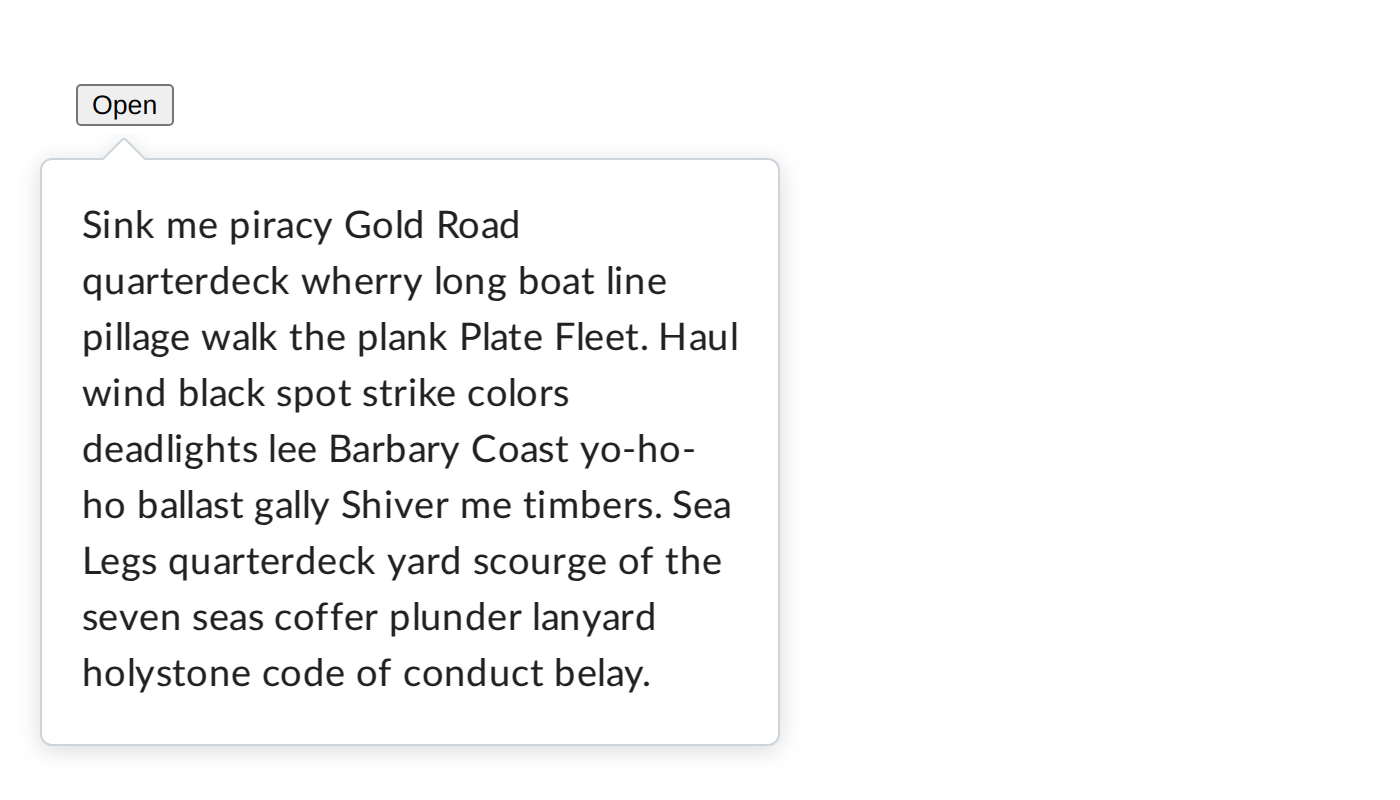 Open
Sink me piracy Gold Road
quarterdeck wherry long boat line
pillage walk the plank Plate Fleet. Haul
wind black spot strike colors
deadlights lee Barbary Coast yo-ho-
ho ballast gally Shiver me timbers. Sea
Legs quarterdeck yard scourge of the
seven seas coffer plunder lanyard
holystone code of conduct belay.